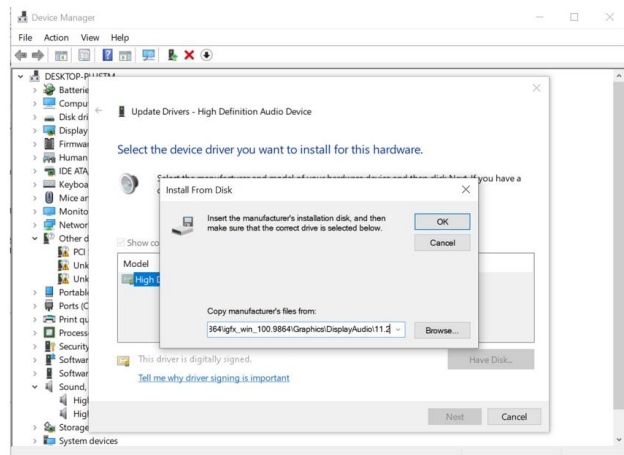 Device Manager
File Action View Help
DESKTOP-PLUSTM
Batterie
Update Drivers - High Definition Audio Device
Comput
Disk dri
Display
Firmwar
Human
IDE ATA
Keyboa
Mice an
Monito
Networ
Other d
PCI
Unk
Unk
Portable
Ports (C
Print qu
Process
Security
Softwar
Softwar
Sound,
High
High
Storage
System devices
Select the device driver you want to install for this hardware.
Select the manufacturer and model of your hardware device and then click Next. If you have a
Show co
Model
High D
Install From Disk
Insert the manufacturer's installation disk, and then
make sure that the correct drive is selected below.
OK
Cancel
Copy manufacturer's files from:
364\igfx_win_100.9864\Graphics\DisplayAudio\11.2
Browse...
This driver is digitally signed.
Have Disk...
Tell me why driver signing is important
Next
Cancel